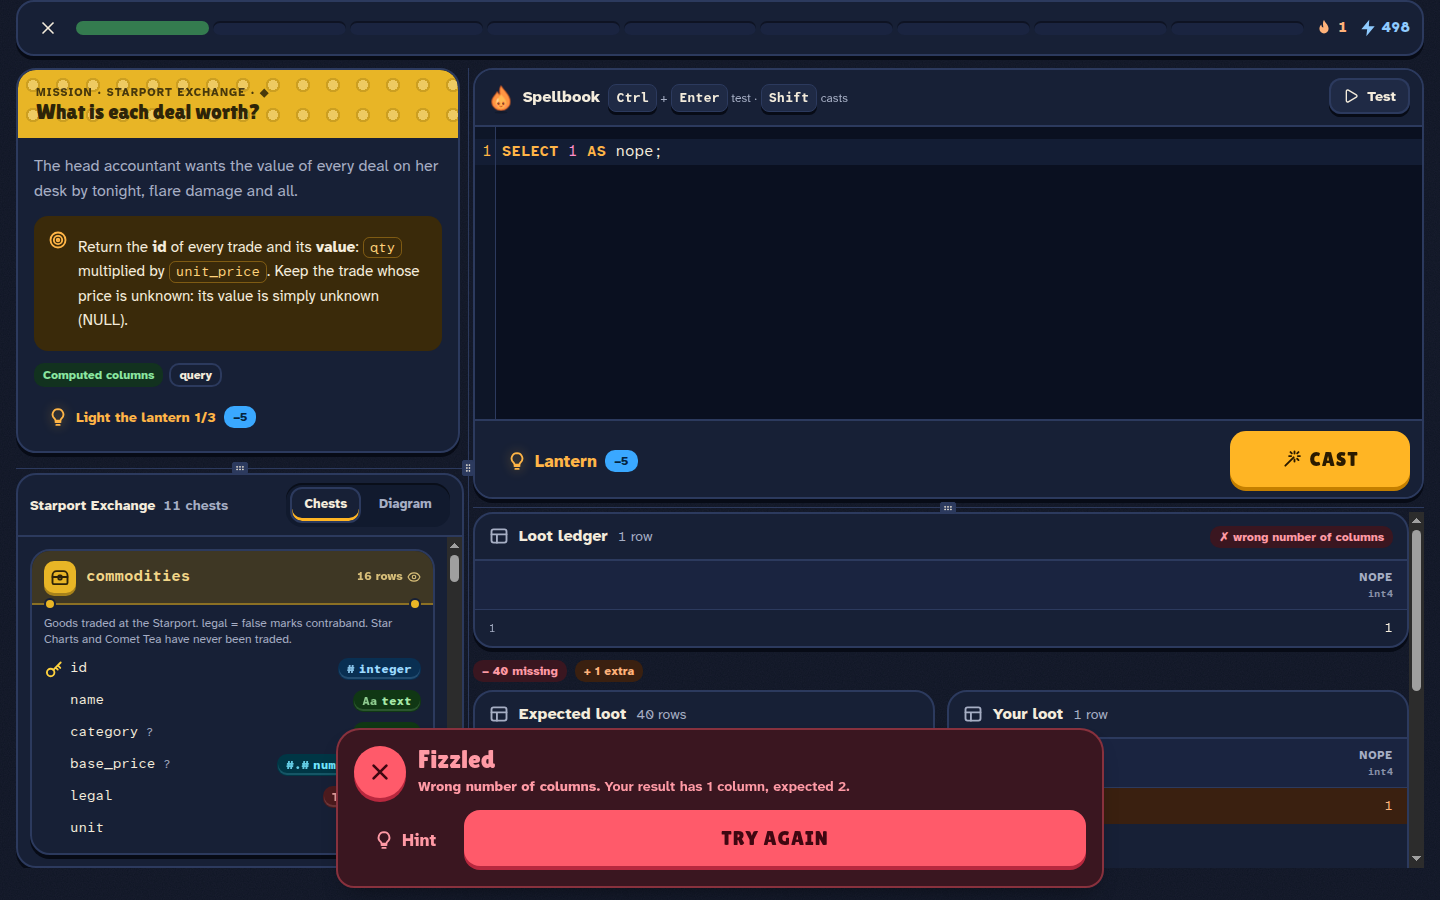 1
498
MISSION · STARPORT EXCHANGE · ◆
What is each deal worth?
The head accountant wants the value of every deal on her
desk by tonight, flare damage and all.
Return the id of every trade and its value: qty
multiplied by unit_price. Keep the trade whose
price is unknown: its value is simply unknown
(NULL).
Computed columns
query
Light the lantern 1/3 -5
Starport Exchange 11 chests
Chests
Diagram
commodities
16 rows
Goods traded at the Starport. legal = false marks contraband. Star
Charts and Comet Tea have never been traded.
id # integer
name Aa text
category ?
base_price ? #.# num
legal
unit
Spellbook Ctrl + Enter test · Shift casts
Test
1 SELECT 1 AS nope;
Lantern -5
CAST
Loot ledger 1 row
✗ wrong number of columns
NOPE
int4
1 1
− 40 missing + 1 extra
Expected loot 40 rows
Your loot 1 row
NOPE
int4
1
Fizzled
Wrong number of columns. Your result has 1 column, expected 2.
Hint
TRY AGAIN